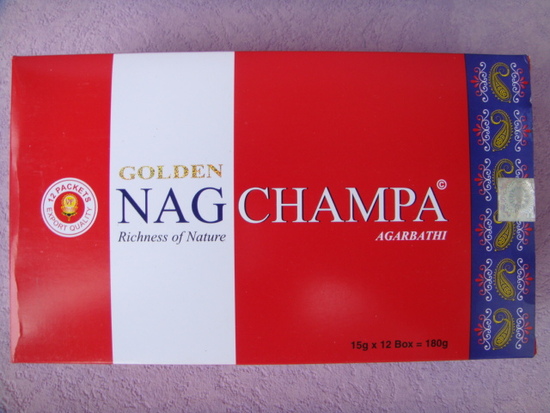 12 PACKETS
EXPORT QUALITY
GOLDEN
NAG CHAMPA©
Richness of Nature
AGARBATHI
15g x 12 Box = 180g